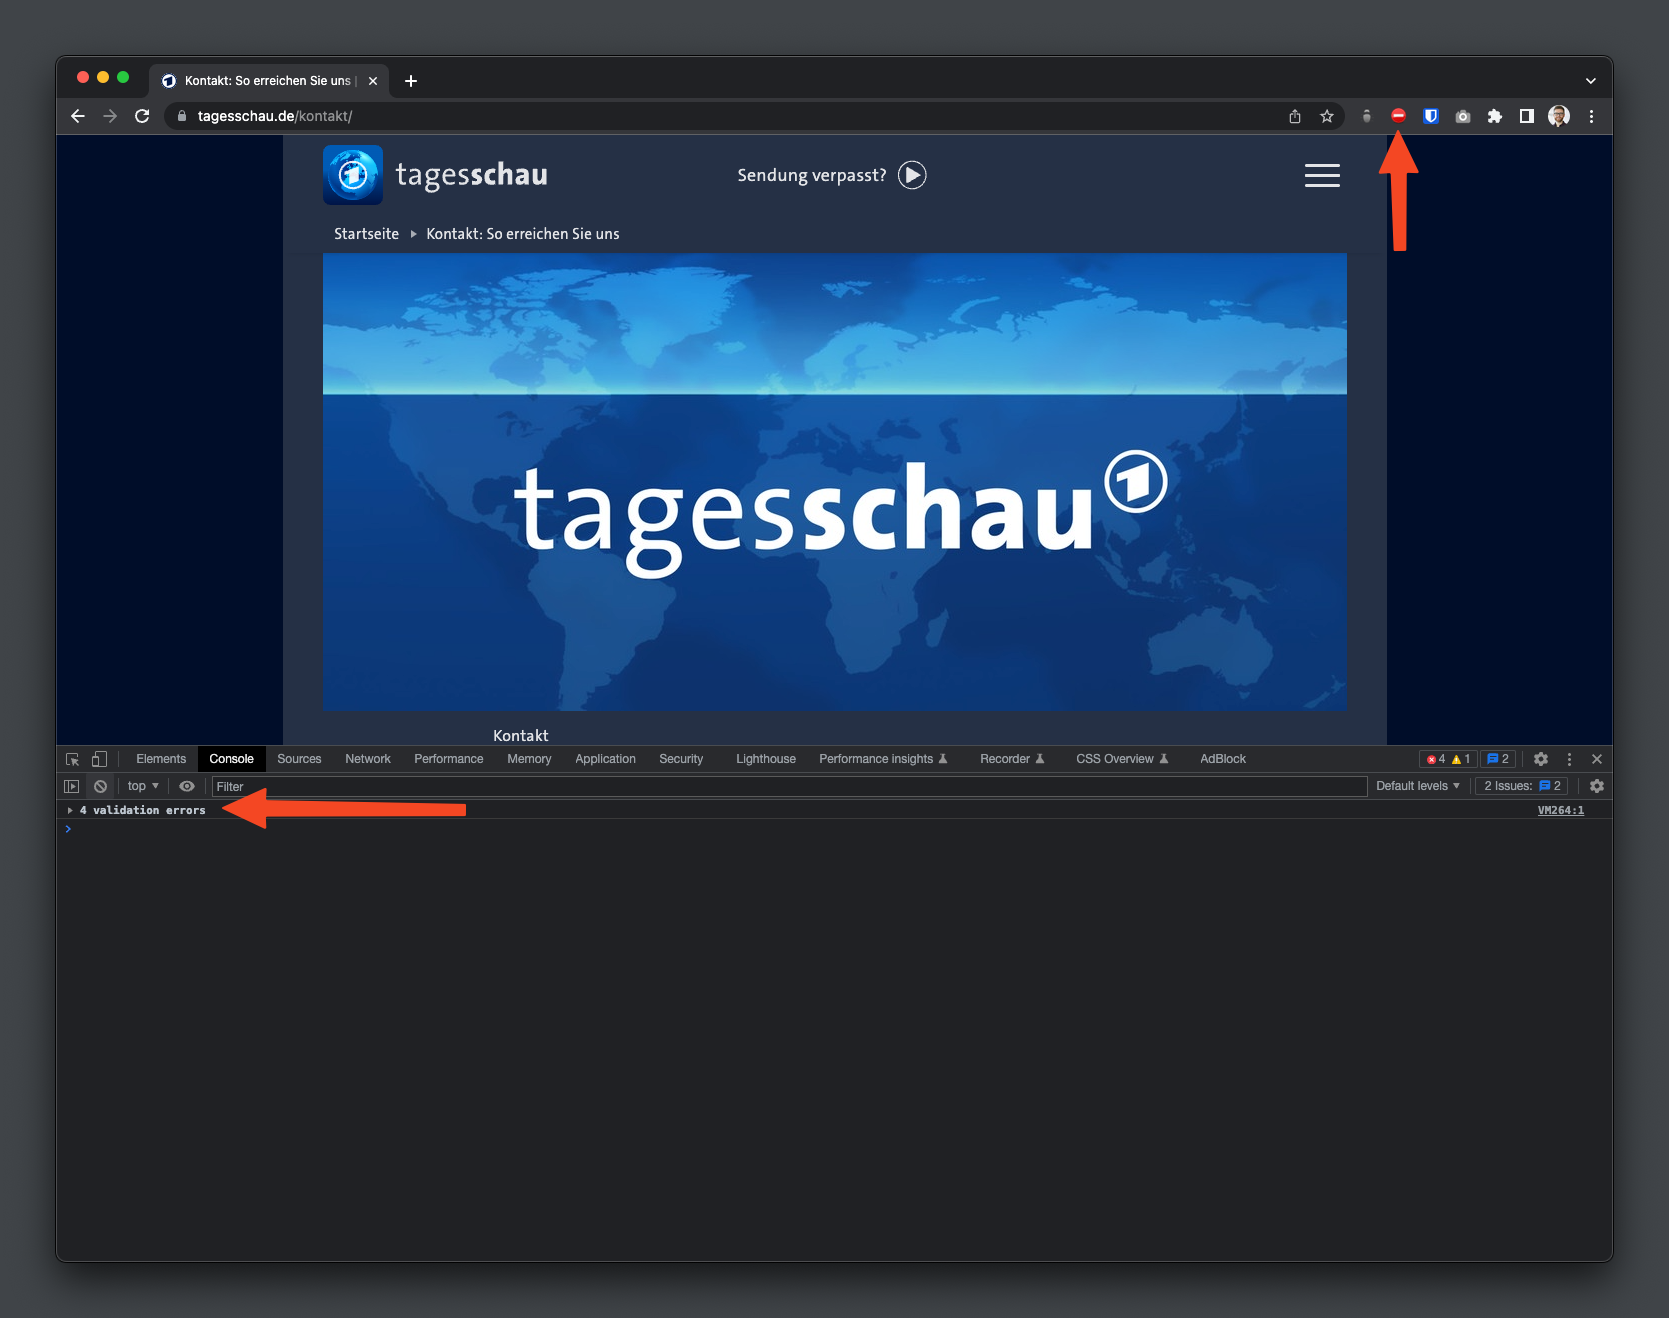 Kontakt: So erreichen Sie uns |
tagesschau.de/kontakt/
tagesschau
Sendung verpasst?
Startseite Kontakt: So erreichen Sie uns
tagesschau
Kontakt
Elements Console Sources Network Performance Memory Application Security Lighthouse Performance insights Recorder CSS Overview AdBlock 4 1 2
top Filter Default levels 2 Issues: 2
4 validation errors VM264:1